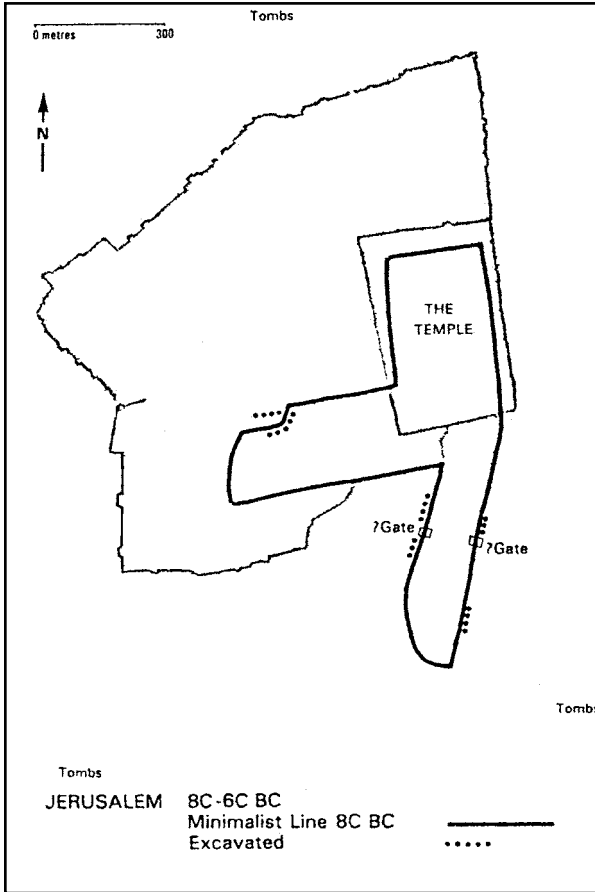 Tombs
0 metres 300
N
THE
TEMPLE
?Gate
?Gate
Tombs
Tombs
JERUSALEM 8C-6C BC
Minimalist Line 8C BC
Excavated